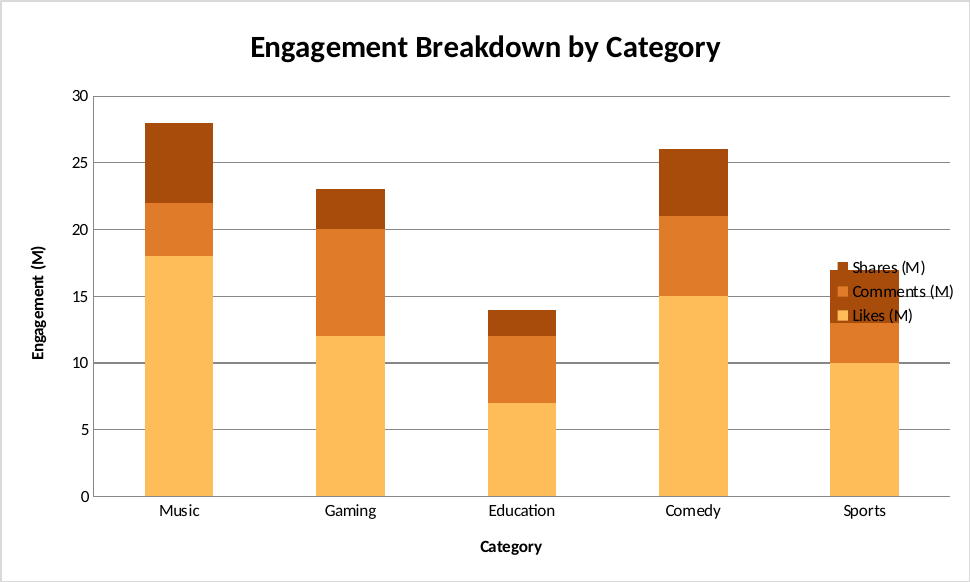 Engagement Breakdown by Category
Engagement (M)
30
25
20
15
10
5
0
Shares (M)
Comments (M)
Likes (M)
Music
Gaming
Education
Comedy
Sports
Category